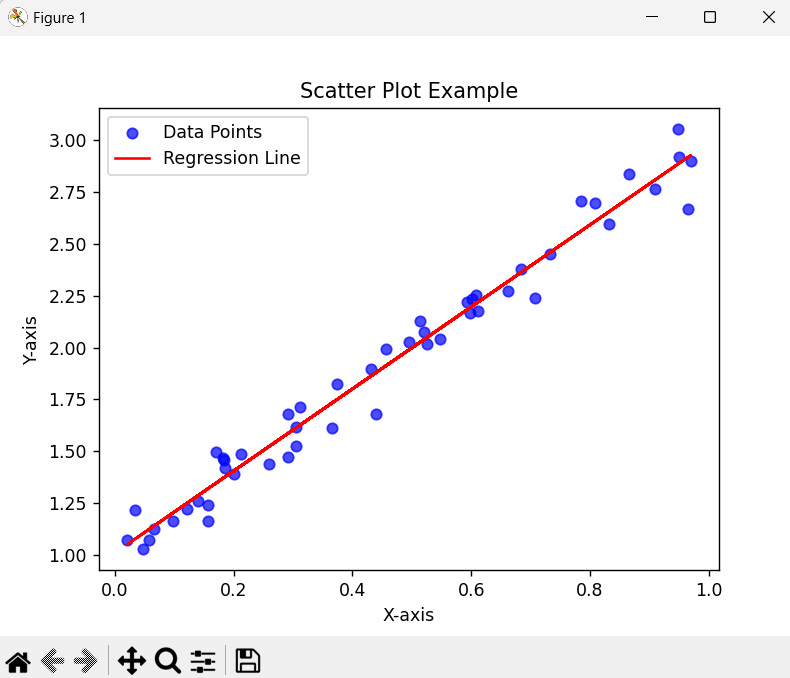 Figure 1
Scatter Plot Example
Data Points
Regression Line
3.00
2.75
2.50
2.25
2.00
1.75
1.50
1.25
1.00
Y-axis
0.0 0.2 0.4 0.6 0.8 1.0
X-axis